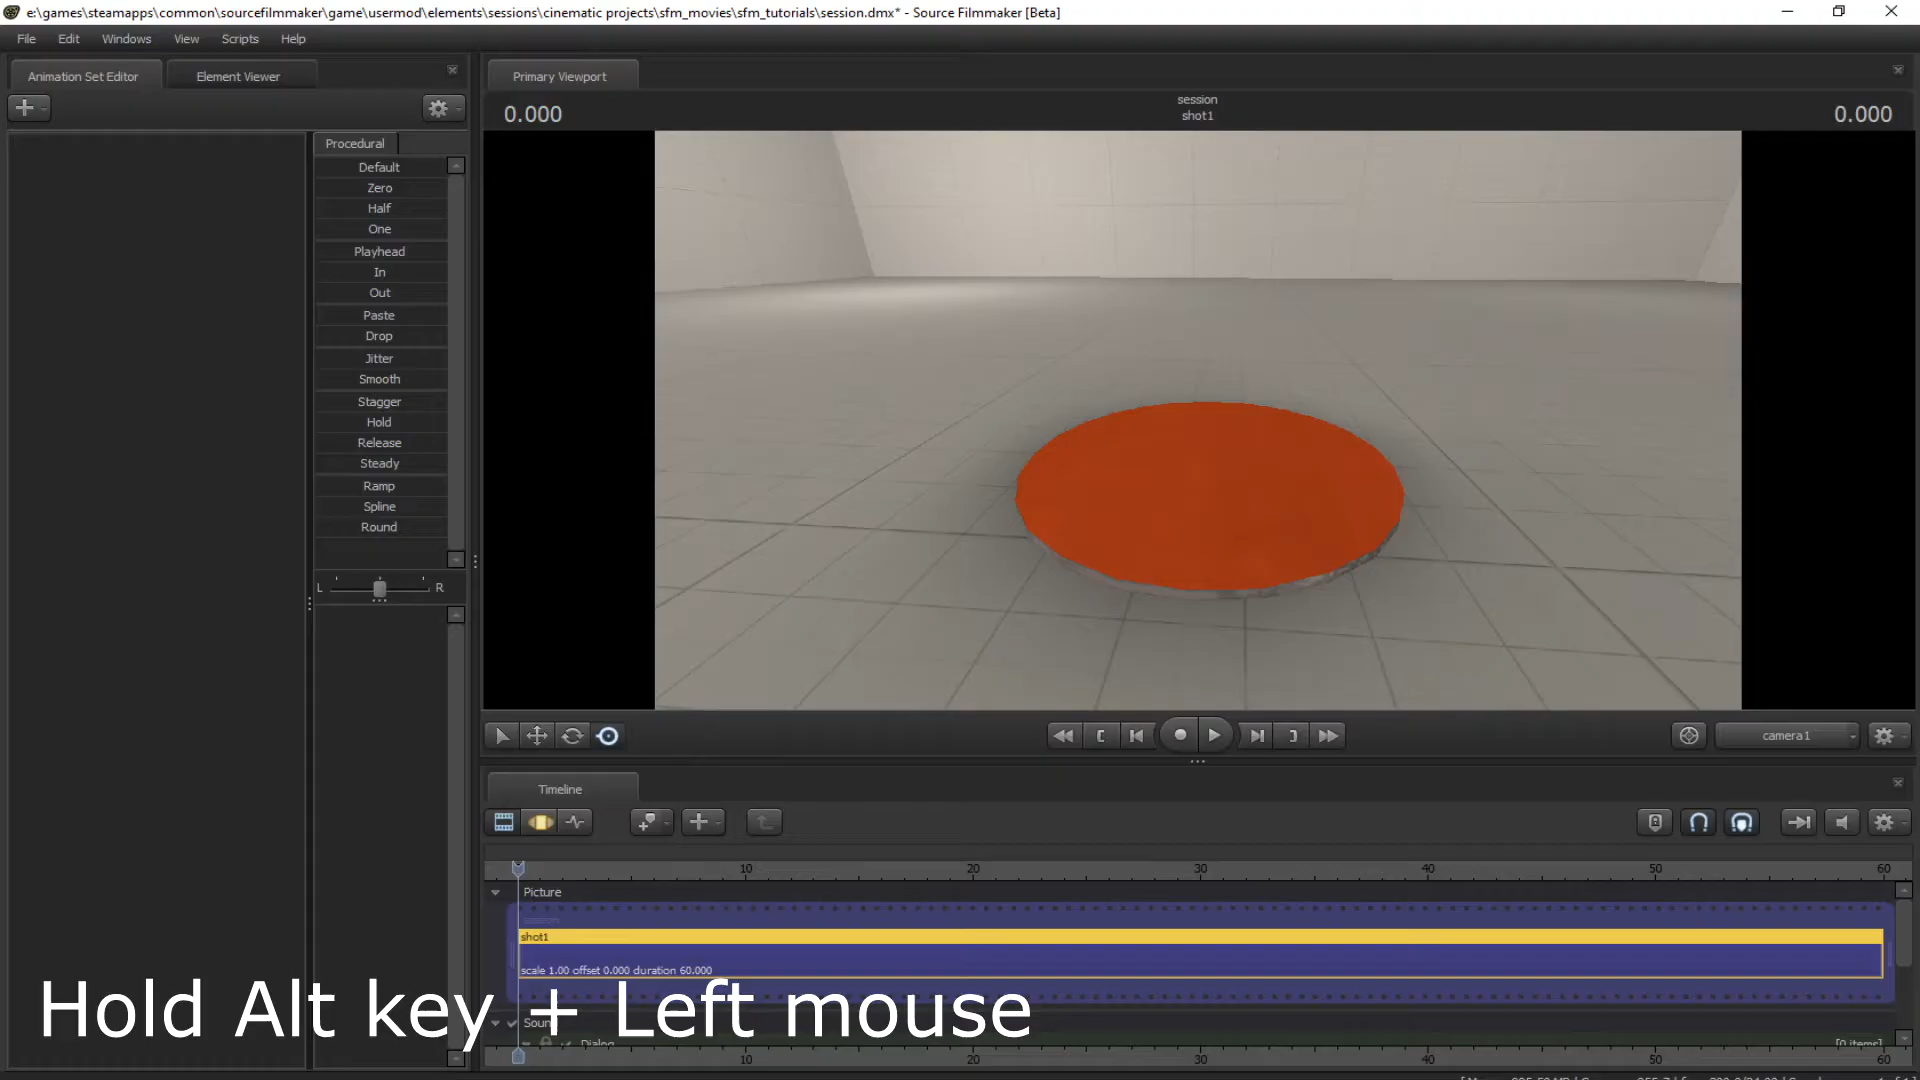 e:\games\steamapps\common\sourcefilmmaker\game\usermod\elements\sessions\cinematic projects\sfm_movies\sfm_tutorials\session.dmx* - Source Filmmaker [Beta]
File Edit Windows View Scripts Help
Animation Set Editor Element Viewer
Primary Viewport
0.000
session
shot1
0.000
Procedural
Default
Zero
Half
One
Playhead
In
Out
Paste
Drop
Jitter
Smooth
Stagger
Hold
Release
Steady
Ramp
Spline
Round
L R
camera1
Timeline
10 20 30 40 50 60
Picture
session
shot1
scale 1.00 offset 0.000 duration 60.000
Hold Alt key + Left mouse
Sound
Dialog
[0 items]
10 20 30 40 50 60